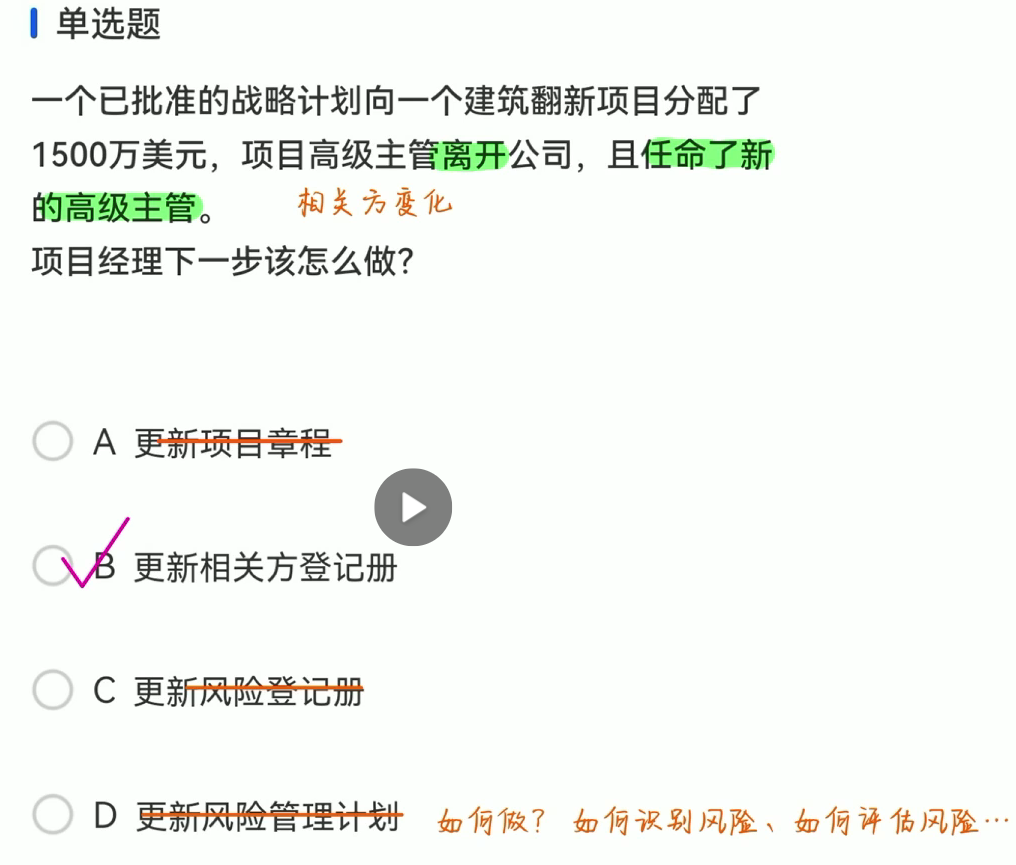 单选题
一个已批准的战略计划向一个建筑翻新项目分配了
1500万美元，项目高级主管离开公司，且任命了新
的高级主管。
相关方变化
项目经理下一步该怎么做？
A 更新项目章程
B 更新相关方登记册
C 更新风险登记册
D 更新风险管理计划
如何做？ 如何识别风险、如何评估风险…